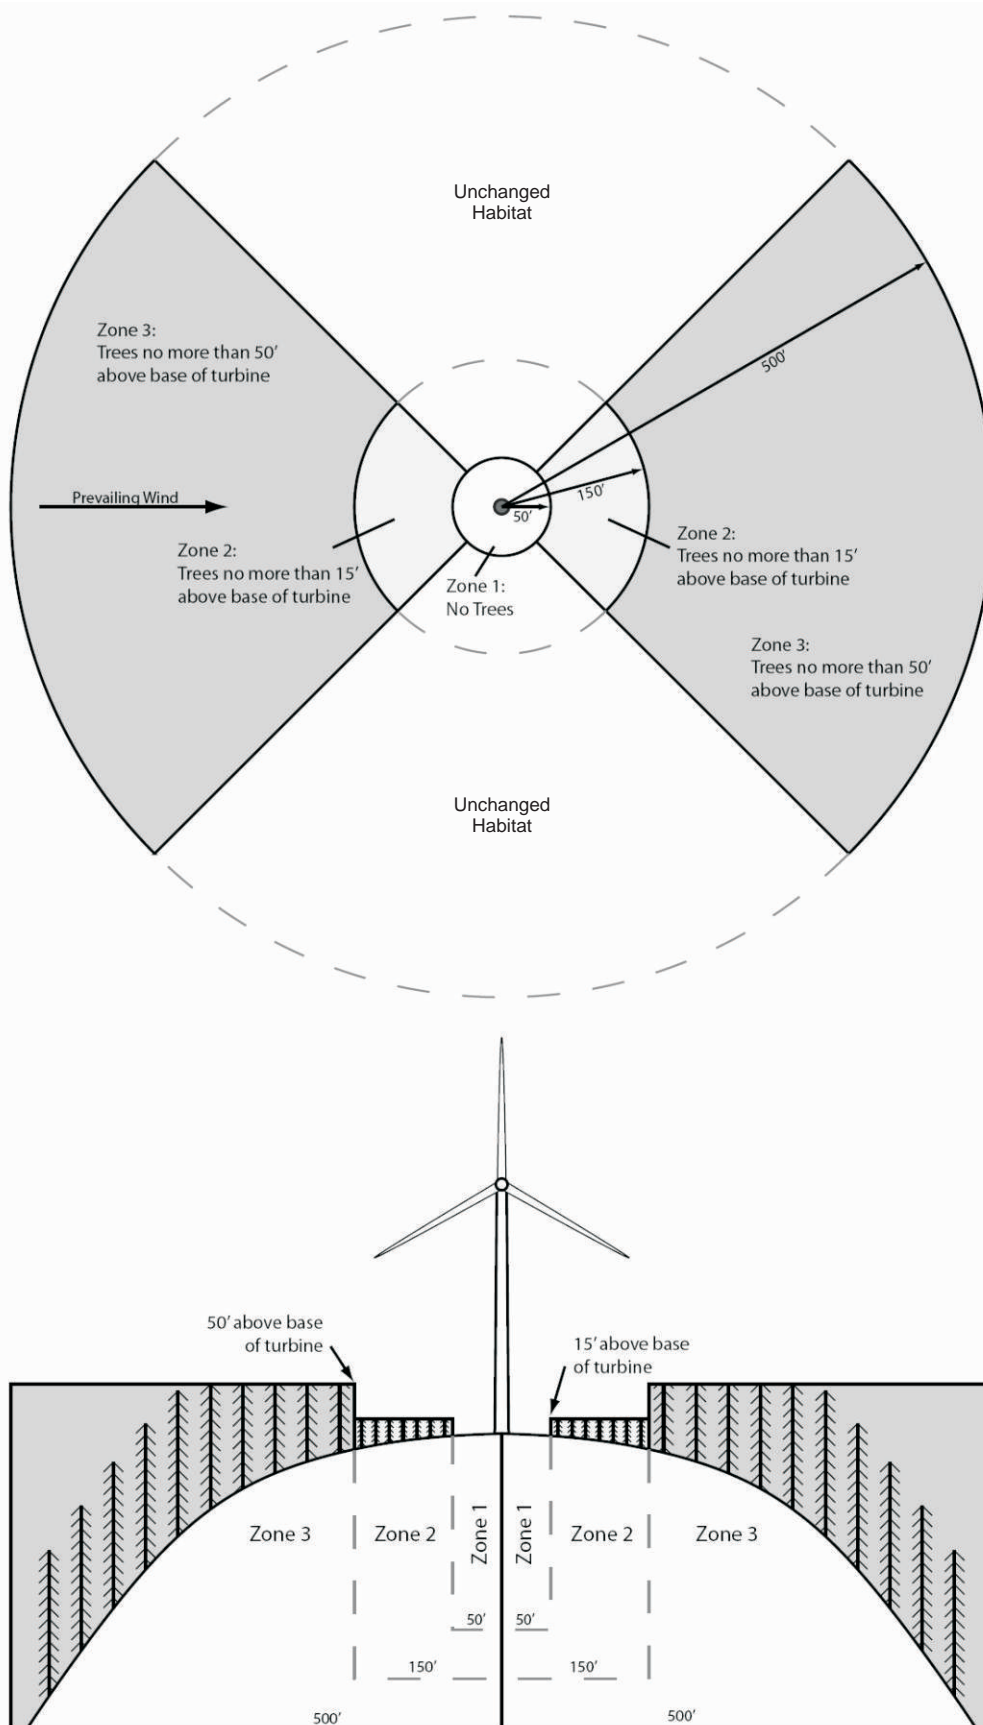 Unchanged
Habitat
Zone 3:
Trees no more than 50'
above base of turbine
500'
Prevailing Wind
150'
50'
Zone 2:
Trees no more than 15'
above base of turbine
Zone 2:
Trees no more than 15'
above base of turbine
Zone 1:
No Trees
Zone 3:
Trees no more than 50'
above base of turbine
Unchanged
Habitat
50' above base
of turbine
15' above base
of turbine
Zone 3
Zone 2
Zone 1
Zone 1
Zone 2
Zone 3
50'
50'
150'
150'
500'
500'